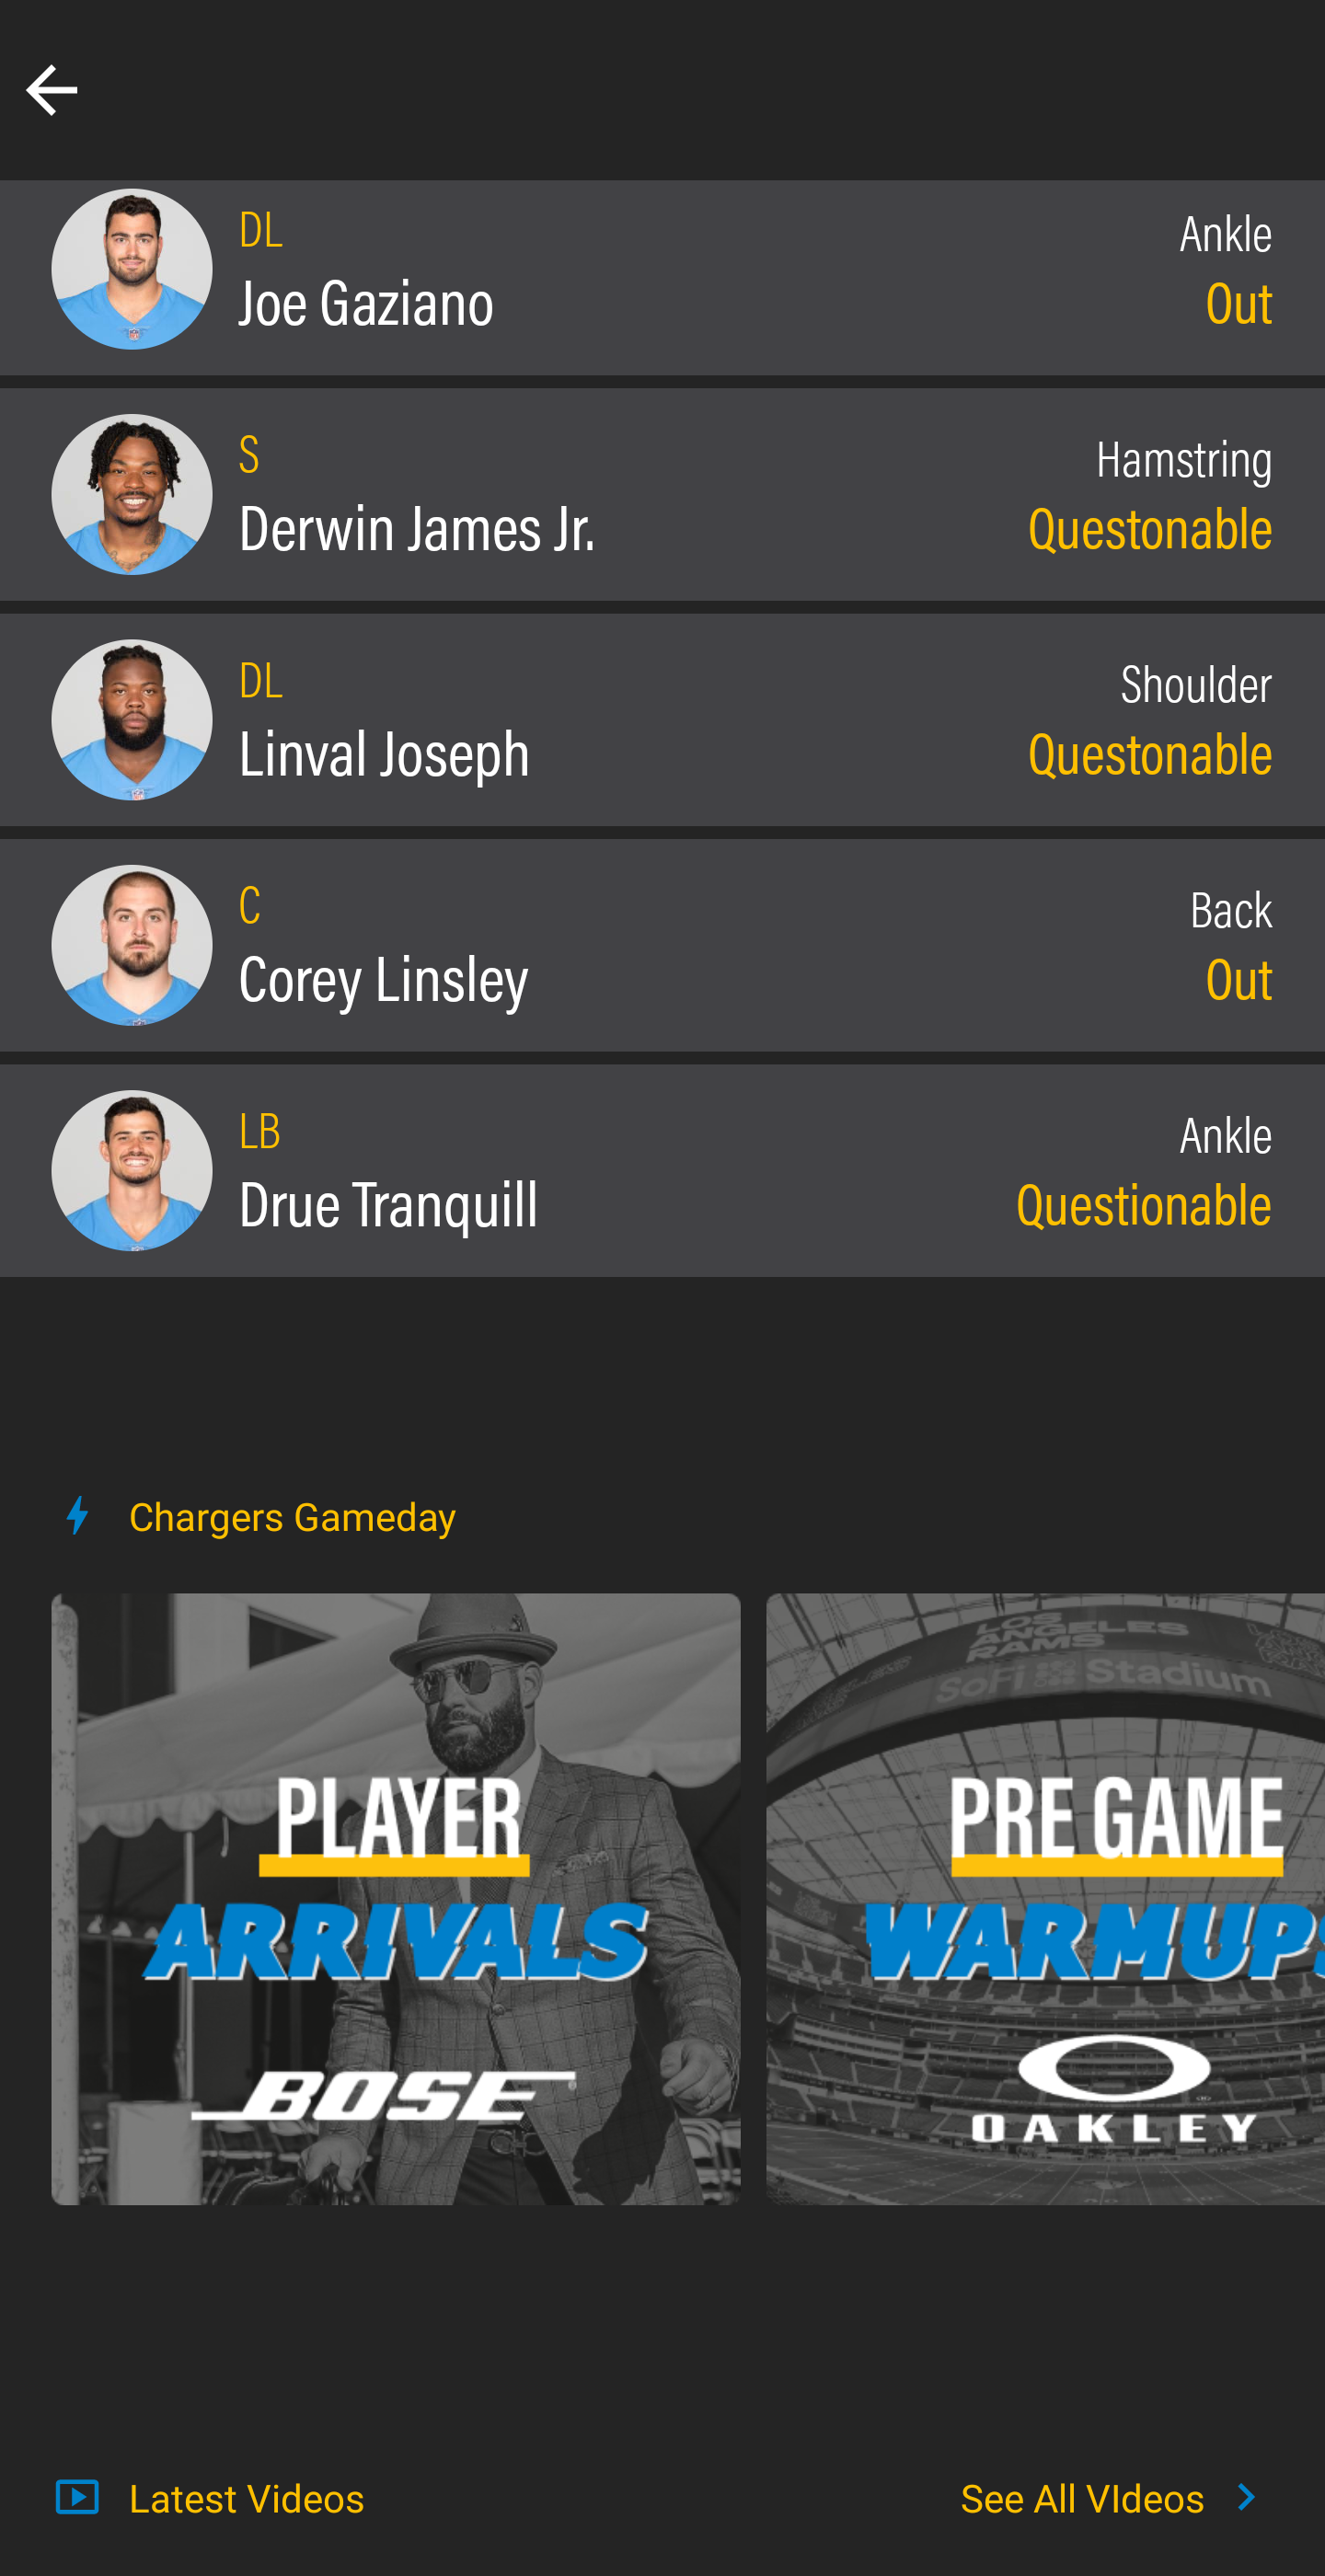 DL
Joe Gaziano
Ankle
Out
S
Derwin James Jr.
Hamstring
Questonable
DL
Linval Joseph
Shoulder
Questonable
C
Corey Linsley
Back
Out
LB
Drue Tranquill
Ankle
Questionable
Chargers Gameday
LOS
ANGELES
RAMS
SoFi Stadium
PLAYER
ARRIVALS
BOSE
PRE GAME
WARMUPS
OAKLEY
Latest Videos
See All VIdeos